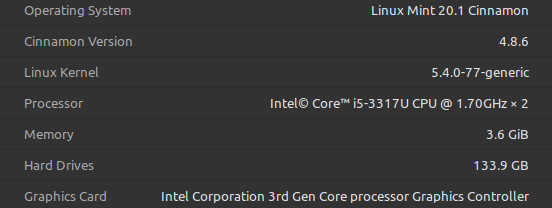 Operating System Linux Mint 20.1 Cinnamon
Cinnamon Version 4.8.6
Linux Kernel 5.4.0-77-generic
Processor Intel© Core™ i5-3317U CPU @ 1.70GHz × 2
Memory 3.6 GiB
Hard Drives 133.9 GB
Graphics Card Intel Corporation 3rd Gen Core processor Graphics Controller